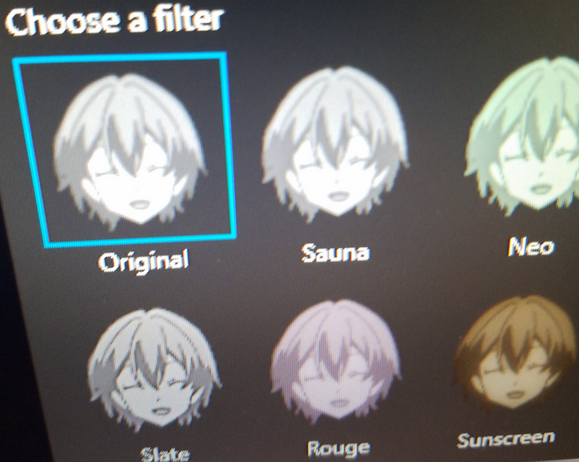 Choose a filter
Original
Sauna
Neo
Slate
Rouge
Sunscreen